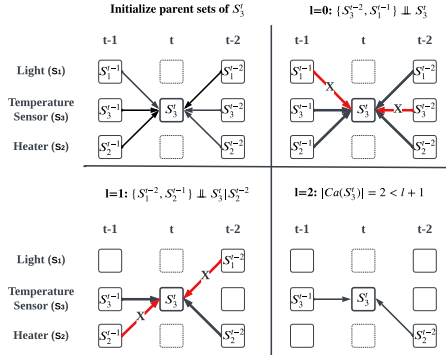 Initialize parent sets of $S_3^t$
t-1 t t-2
Light (S₁) $S_1^{t-1}$ $S_1^{t-2}$
Temperature
Sensor (S₃) $S_3^{t-1}$ $S_3^t$ $S_3^{t-2}$
Heater (S₂) $S_2^{t-1}$ $S_2^{t-2}$
l=0: $\{S_3^{t-2}, S_1^{t-1}\} ⫫ S_3^t$
t-1 t t-2
$S_1^{t-1}$ $S_1^{t-2}$
X
$S_3^{t-1}$ $S_3^t$ X $S_3^{t-2}$
$S_2^{t-1}$ $S_2^{t-2}$
l=1: $\{S_1^{t-2}, S_2^{t-1}\} ⫫ S_3^t | S_2^{t-2}$
t-1 t t-2
Light (S₁) $S_1^{t-2}$
X
Temperature
Sensor (S₃) $S_3^{t-1}$ $S_3^t$
X
Heater (S₂) $S_2^{t-1}$ $S_2^{t-2}$
l=2: $|Ca(S_3^t)| = 2 < l + 1$
t-1 t t-2
$S_3^{t-1}$ $S_3^t$
$S_2^{t-2}$